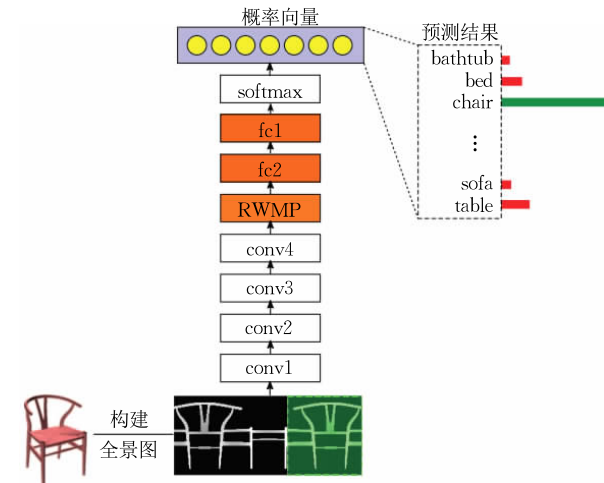 概率向量
预测结果
bathtub
bed
chair
⋮
sofa
table
softmax
fc1
fc2
RWMP
conv4
conv3
conv2
conv1
构建
全景图